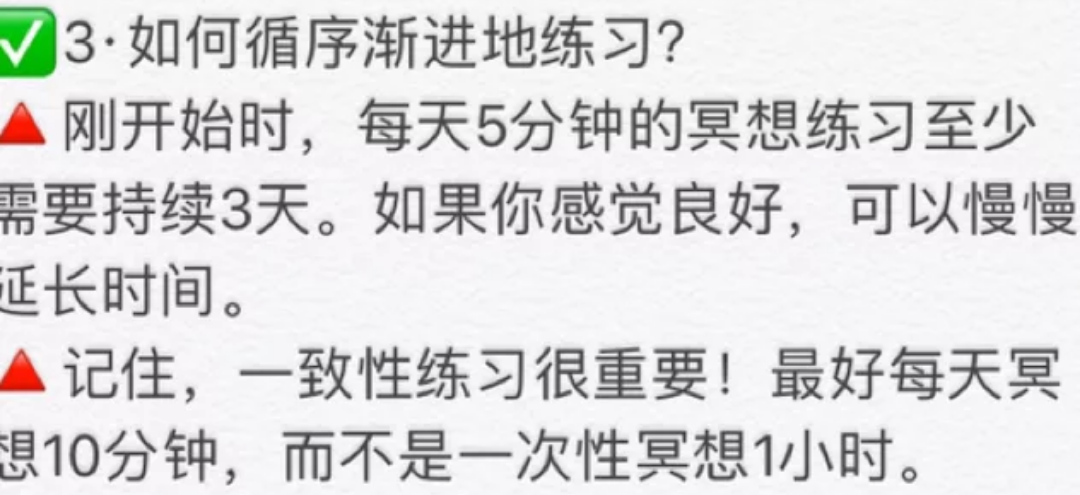 ✅3·如何循序渐进地练习？
🔺刚开始时，每天5分钟的冥想练习至少
需要持续3天。如果你感觉良好，可以慢慢
延长时间。
🔺记住，一致性练习很重要！最好每天冥
想10分钟，而不是一次性冥想1小时。